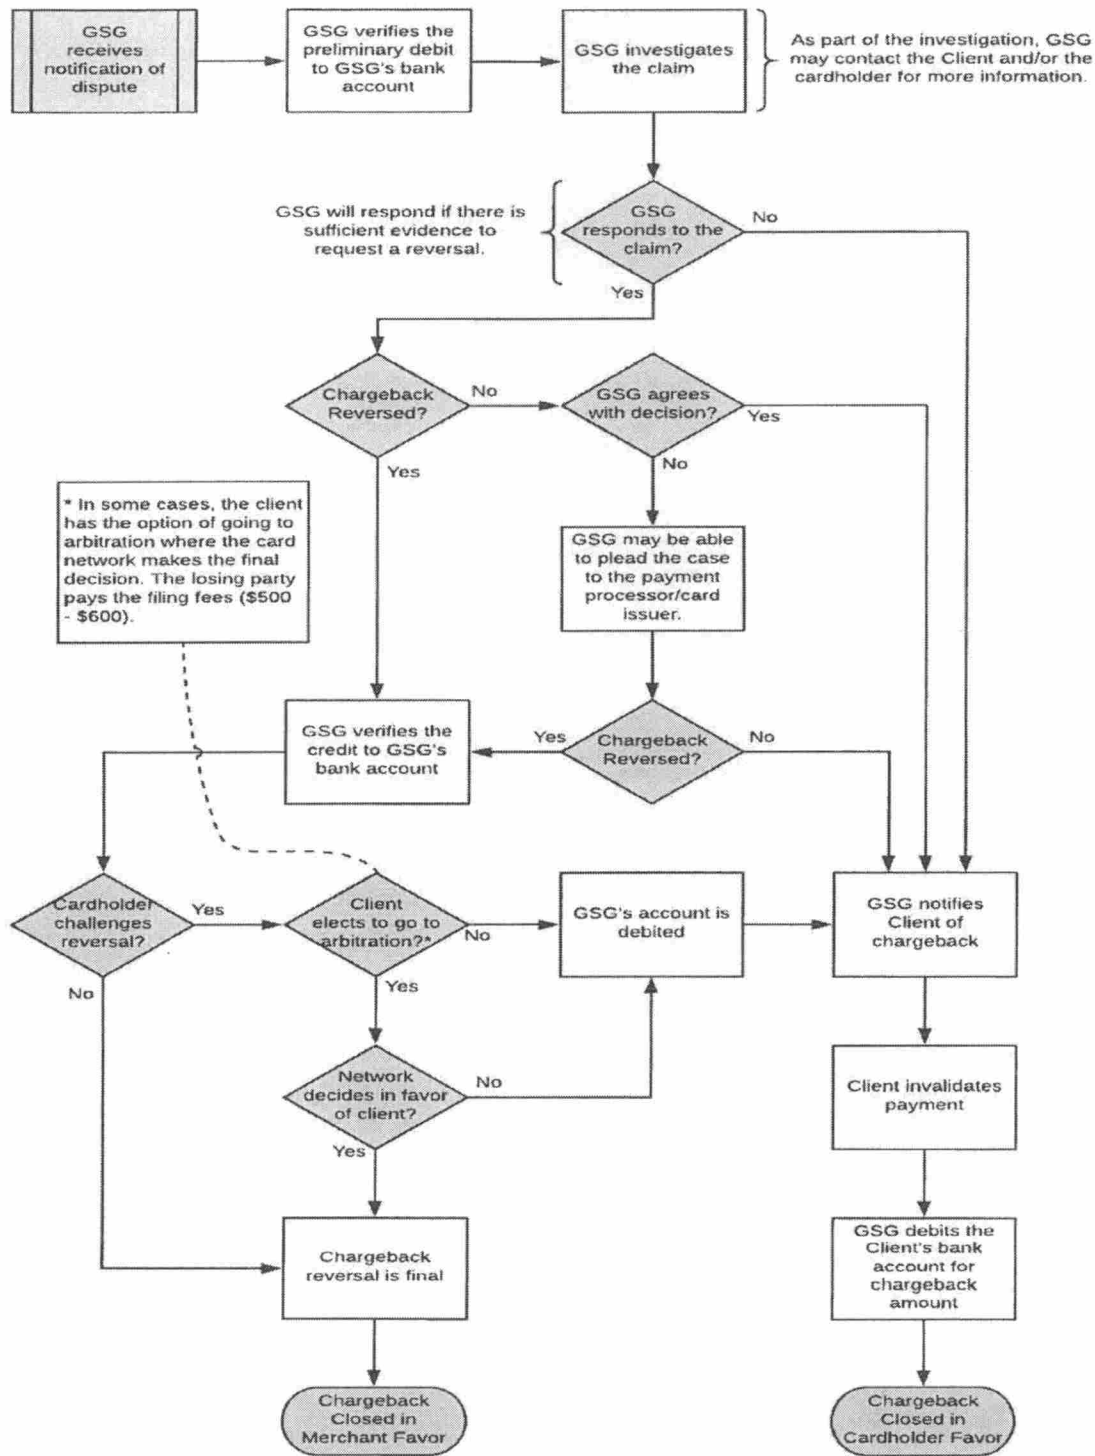 GSG
receives
notification of
dispute
GSG verifies the
preliminary debit
to GSG's bank
account
GSG investigates
the claim
As part of the investigation, GSG
may contact the Client and/or the
cardholder for more information.
GSG will respond if there is
sufficient evidence to
request a reversal.
GSG
responds to the
claim?
No
Yes
Chargeback
Reversed?
No
GSG agrees
with decision?
Yes
Yes
No
* In some cases, the client
has the option of going to
arbitration where the card
network makes the final
decision. The losing party
pays the filing fees ($500
- $600).
GSG may be able
to plead the case
to the payment
processor/card
issuer.
GSG verifies the
credit to GSG's
bank account
Yes
Chargeback
Reversed?
No
Cardholder
challenges
reversal?
Yes
Client
elects to go to
arbitration?*
No
GSG's account is
debited
GSG notifies
Client of
chargeback
No
Yes
Network
decides in favor
of client?
No
Client invalidates
payment
Yes
Chargeback
reversal is final
GSG debits the
Client's bank
account for
chargeback
amount
Chargeback
Closed in
Merchant Favor
Chargeback
Closed in
Cardholder Favor